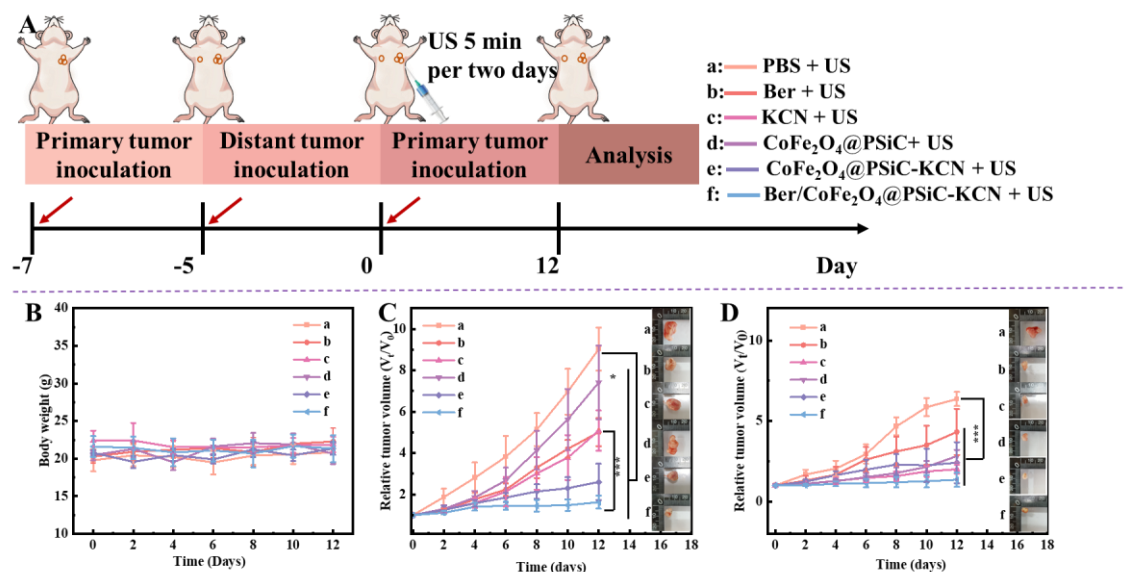 A
US 5 min
per two days
Primary tumor
inoculation
Distant tumor
inoculation
Primary tumor
inoculation
Analysis
-7
-5
0
12
Day
a: PBS + US
b: Ber + US
c: KCN + US
d: CoFe₂O₄@PSiC+ US
e: CoFe₂O₄@PSiC-KCN + US
f: Ber/CoFe₂O₄@PSiC-KCN + US
B
Body weight (g)
40
35
30
25
20
15
10
a
b
c
d
e
f
0 2 4 6 8 10 12
Time (Days)
C
Relative tumor volume (Vₜ/V₀)
10
8
6
4
2
a
b
c
d
e
f
*
***
a
b
c
d
e
f
0 2 4 6 8 10 12 14 16 18
Time (days)
D
Relative tumor volume (Vₜ/V₀)
10
5
0
a
b
c
d
e
f
***
a
b
c
d
e
f
0 2 4 6 8 10 12 14 16 18
Time (days)